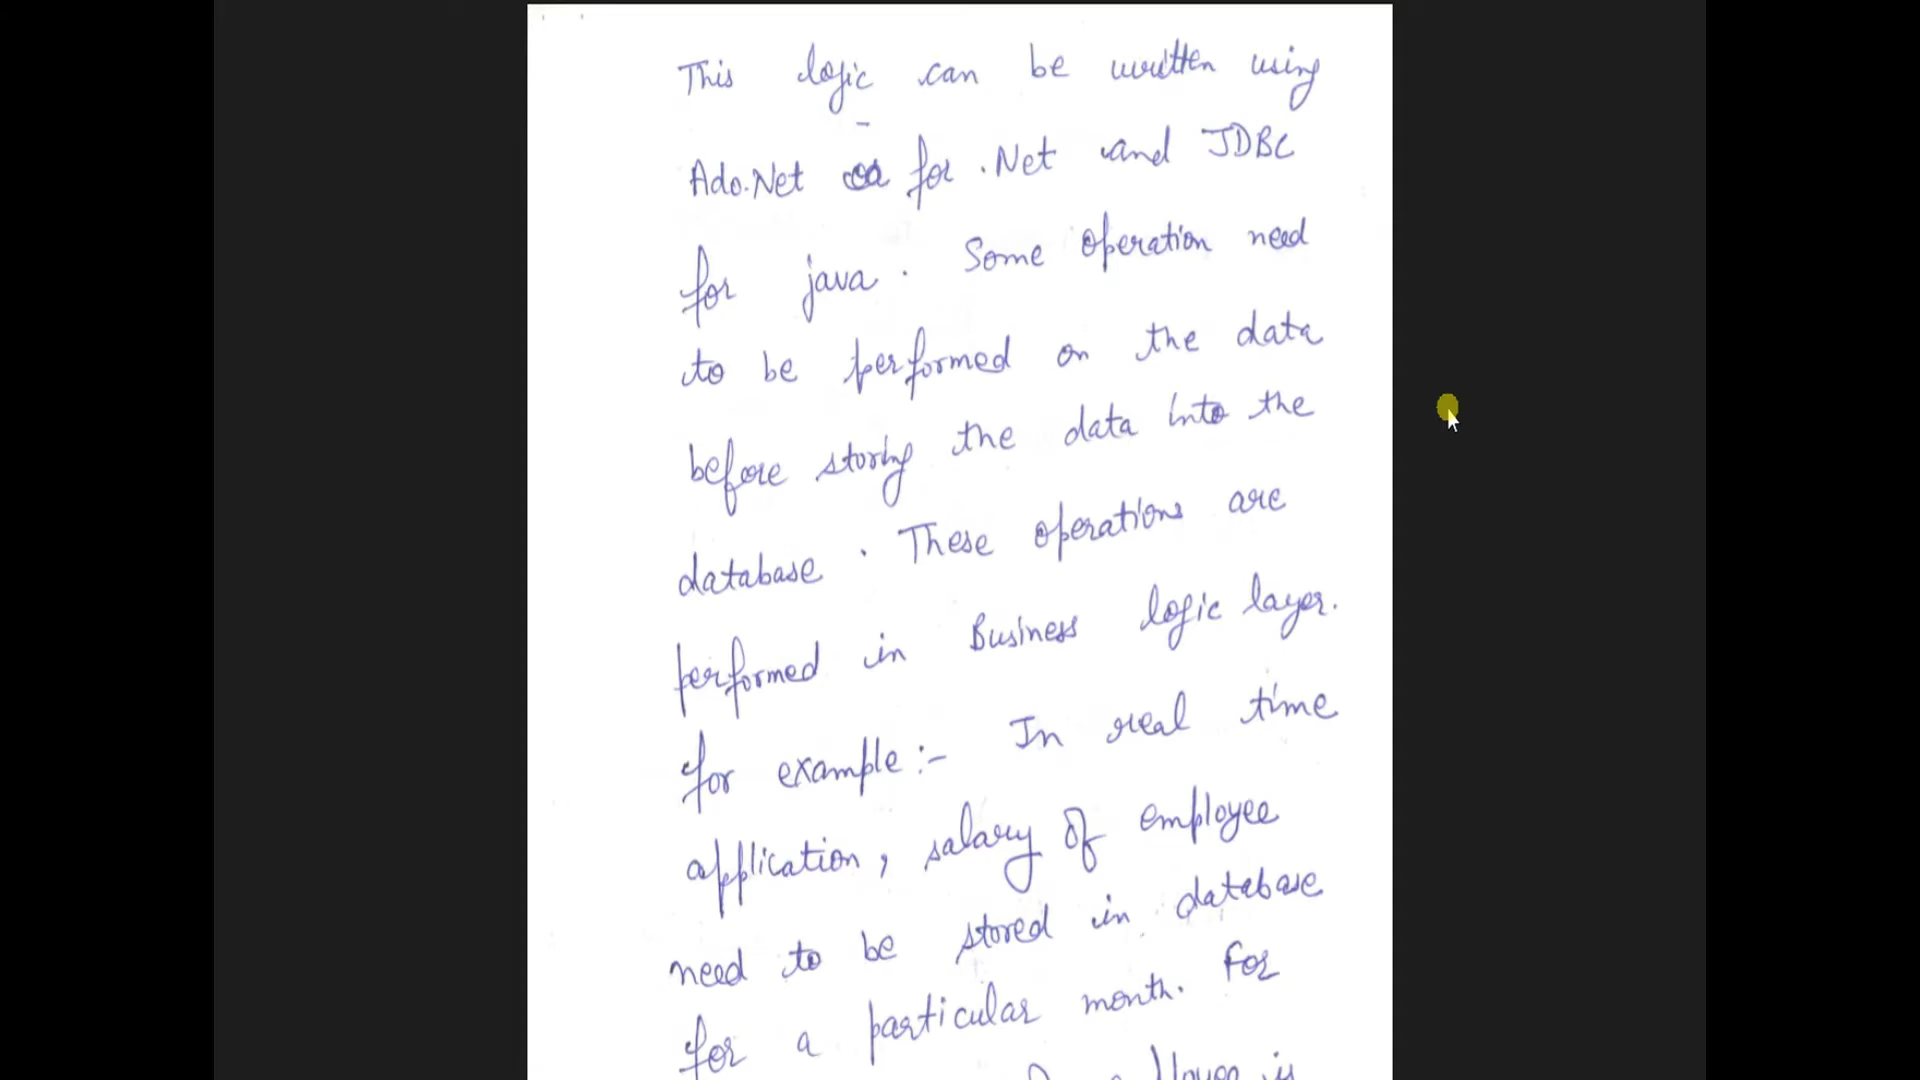 This logic can be written using
Ado.Net for .Net and JDBC
for java. Some operation need
to be performed on the data
before storing the data into the
database. These operations are
performed in Business logic layer.
for example:- In real time
application, salary of employee
need to be stored in database
for a particular month. For
is